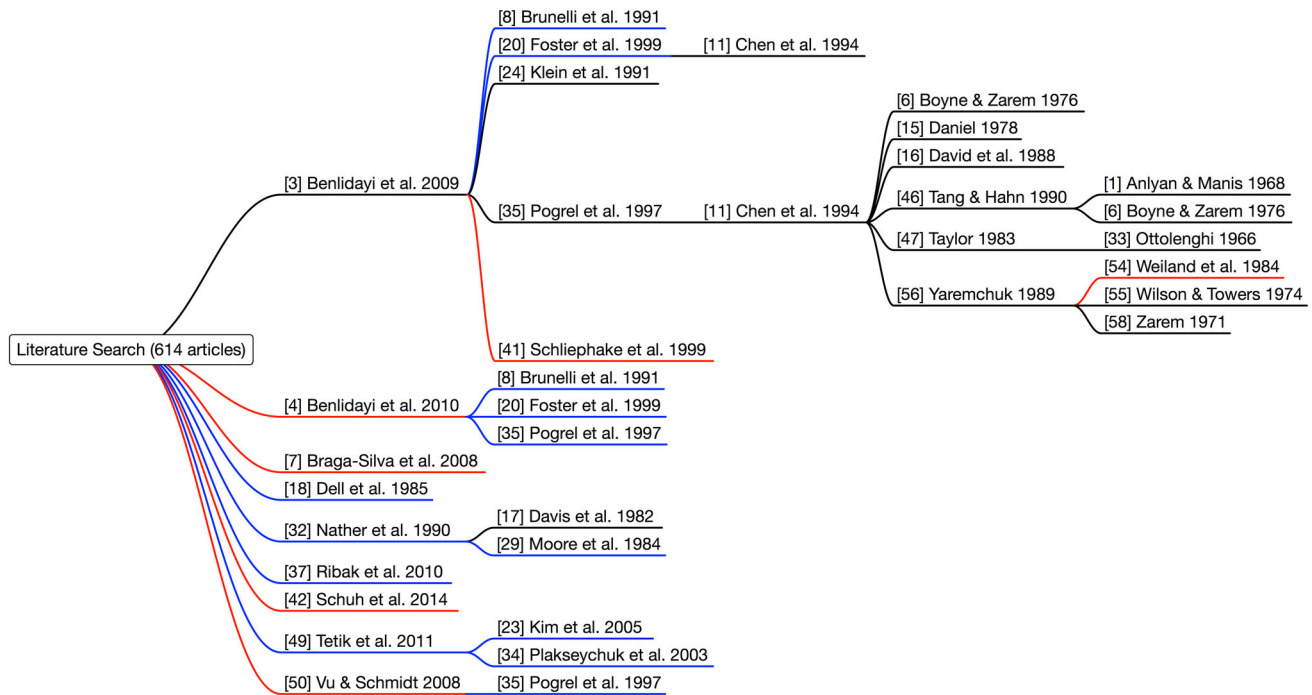 [8] Brunelli et al. 1991
[20] Foster et al. 1999
[11] Chen et al. 1994
[24] Klein et al. 1991
[6] Boyne & Zarem 1976
[15] Daniel 1978
[16] David et al. 1988
[3] Benlidayi et al. 2009
[1] Anlyan & Manis 1968
[46] Tang & Hahn 1990
[35] Pogrel et al. 1997
[11] Chen et al. 1994
[6] Boyne & Zarem 1976
[47] Taylor 1983
[33] Ottolenghi 1966
[54] Weiland et al. 1984
[56] Yaremchuk 1989
[55] Wilson & Towers 1974
[58] Zarem 1971
Literature Search (614 articles)
[41] Schliephake et al. 1999
[8] Brunelli et al. 1991
[4] Benlidayi et al. 2010
[20] Foster et al. 1999
[35] Pogrel et al. 1997
[7] Braga-Silva et al. 2008
[18] Dell et al. 1985
[17] Davis et al. 1982
[32] Nather et al. 1990
[29] Moore et al. 1984
[37] Ribak et al. 2010
[42] Schuh et al. 2014
[23] Kim et al. 2005
[49] Tetik et al. 2011
[34] Plakseychuk et al. 2003
[50] Vu & Schmidt 2008
[35] Pogrel et al. 1997